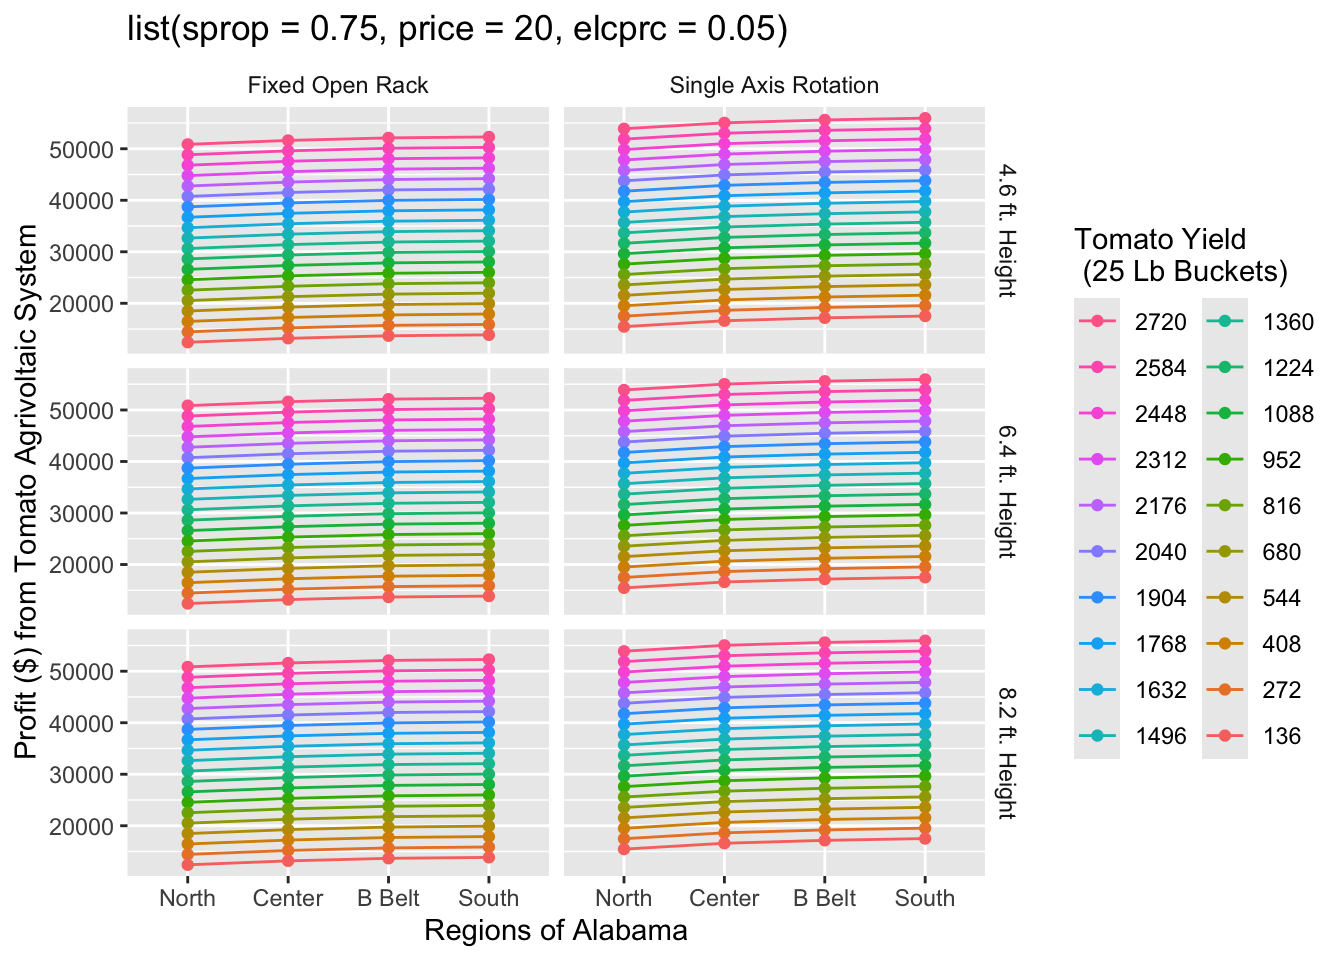 list(sprop = 0.75, price = 20, elcprc = 0.05)
Fixed Open Rack
Single Axis Rotation
Profit ($) from Tomato Agrivoltaic System
50000
40000
30000
20000
4.6 ft. Height
50000
40000
30000
20000
6.4 ft. Height
50000
40000
30000
20000
8.2 ft. Height
North Center B Belt South
North Center B Belt South
Regions of Alabama
Tomato Yield
(25 Lb Buckets)
2720 1360
2584 1224
2448 1088
2312 952
2176 816
2040 680
1904 544
1768 408
1632 272
1496 136